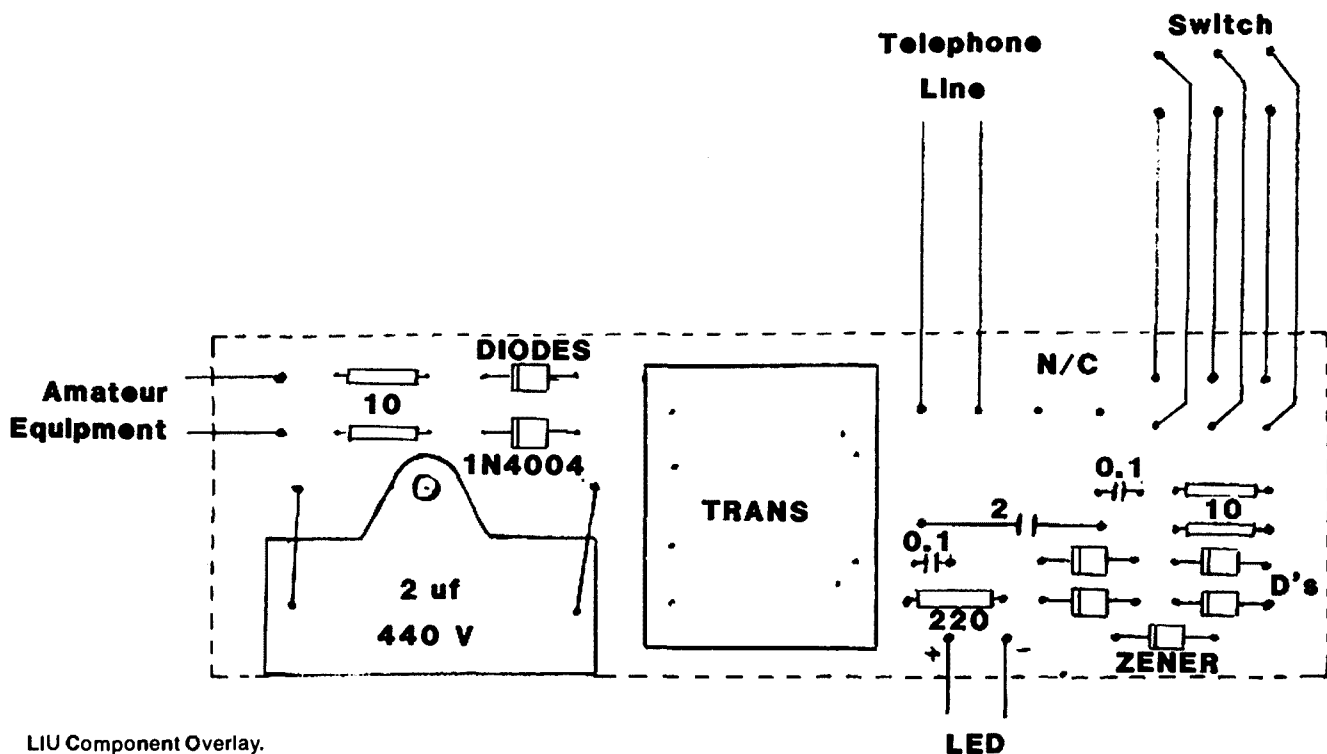 Telephone
Line
Switch
Amateur
Equipment
10
DIODES
1N4004
2 uf
440 V
TRANS
N/C
0.1
2
10
0.1
220
D's
ZENER
+
-
LED
LIU Component Overlay.